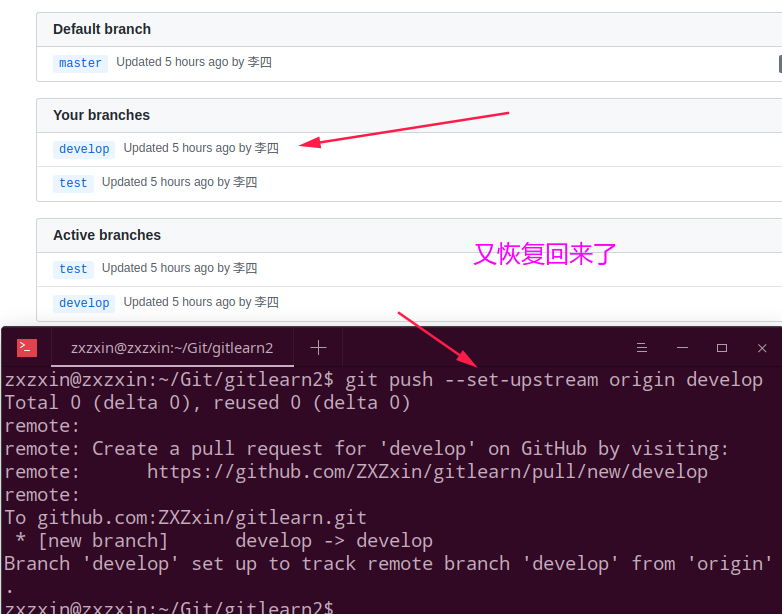 Default branch
master Updated 5 hours ago by 李四
Your branches
develop Updated 5 hours ago by 李四
test Updated 5 hours ago by 李四
Active branches
又恢复回来了
test Updated 5 hours ago by 李四
develop Updated 5 hours ago by 李四
zxzxin@zxzxin:~/Git/gitlearn2
zxzxin@zxzxin:~/Git/gitlearn2$ git push --set-upstream origin develop
Total 0 (delta 0), reused 0 (delta 0)
remote:
remote: Create a pull request for 'develop' on GitHub by visiting:
remote:      https://github.com/ZXZxin/gitlearn/pull/new/develop
remote:
To github.com:ZXZxin/gitlearn.git
 * [new branch]      develop -> develop
Branch 'develop' set up to track remote branch 'develop' from 'origin'
.
zxzxin@zxzxin:~/Git/gitlearn2$